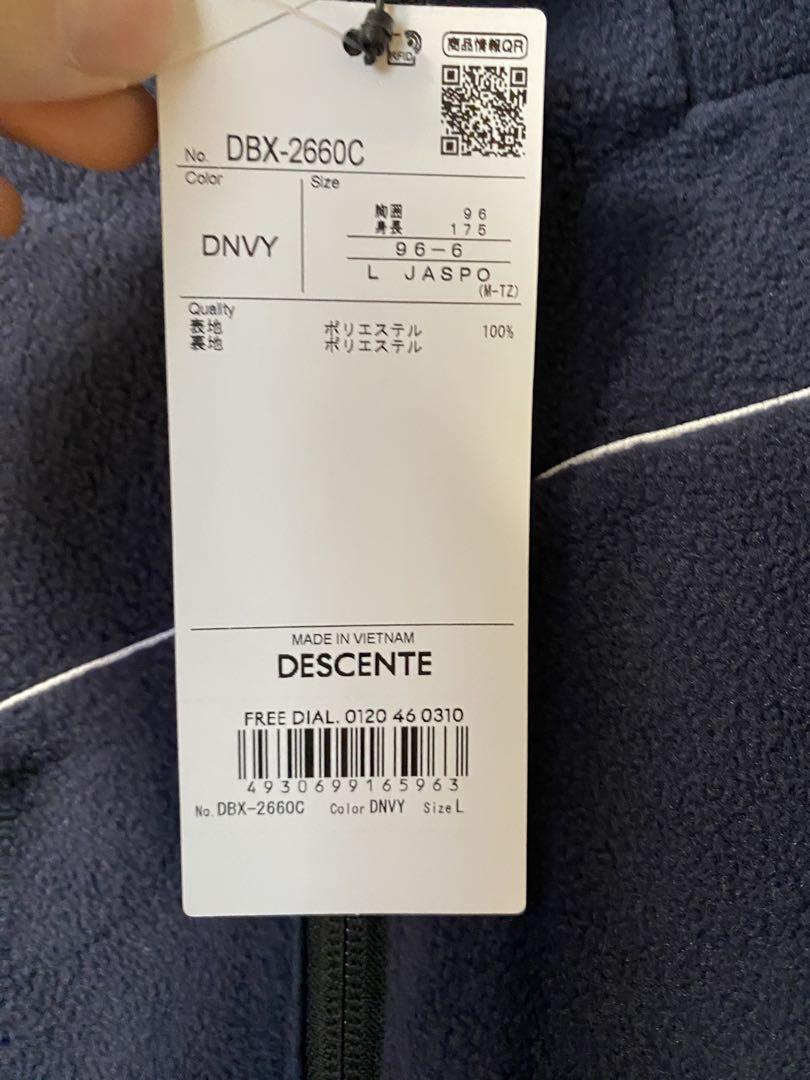 RFID
商品情報QR
No. DBX-2660C
Color
Size
胸囲 96
身長 175
DNVY
96-6
L JASPO
(M-TZ)
Quality
表地 ポリエステル 100%
裏地 ポリエステル
MADE IN VIETNAM
DESCENTE
FREE DIAL. 0120 46 0310
4930699165963
No. DBX-2660C Color DNVY Size L